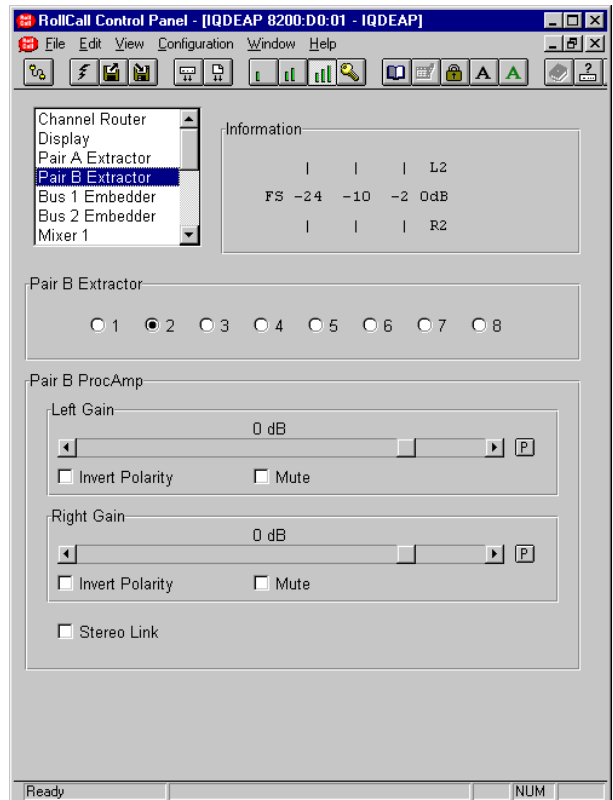 RollCall Control Panel - [IQDEAP 8200:D0:01 - IQDEAP]
File Edit View Configuration Window Help
A A
Channel Router
Display
Pair A Extractor
Pair B Extractor
Bus 1 Embedder
Bus 2 Embedder
Mixer 1
Information
| | | L2
FS -24 -10 -2 0dB
| | | R2
Pair B Extractor
1 2 3 4 5 6 7 8
Pair B ProcAmp
Left Gain
0 dB
P
Invert Polarity Mute
Right Gain
0 dB
P
Invert Polarity Mute
Stereo Link
Ready NUM